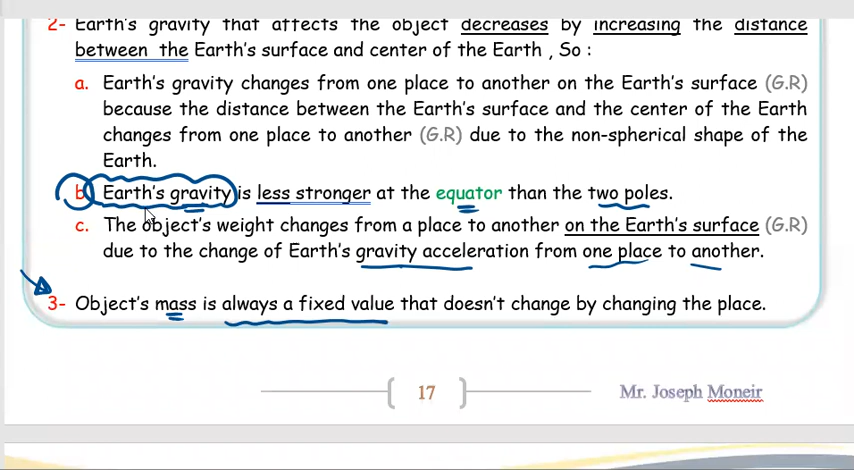 2- Earth's gravity that affects the object decreases by increasing the distance
between the Earth's surface and center of the Earth , So :
a. Earth's gravity changes from one place to another on the Earth's surface (G.R)
because the distance between the Earth's surface and the center of the Earth
changes from one place to another (G.R) due to the non-spherical shape of the
Earth.
b. Earth's gravity is less stronger at the equator than the two poles.
c. The object's weight changes from a place to another on the Earth's surface (G.R)
due to the change of Earth's gravity acceleration from one place to another.
3- Object's mass is always a fixed value that doesn't change by changing the place.
17
Mr. Joseph Moneir